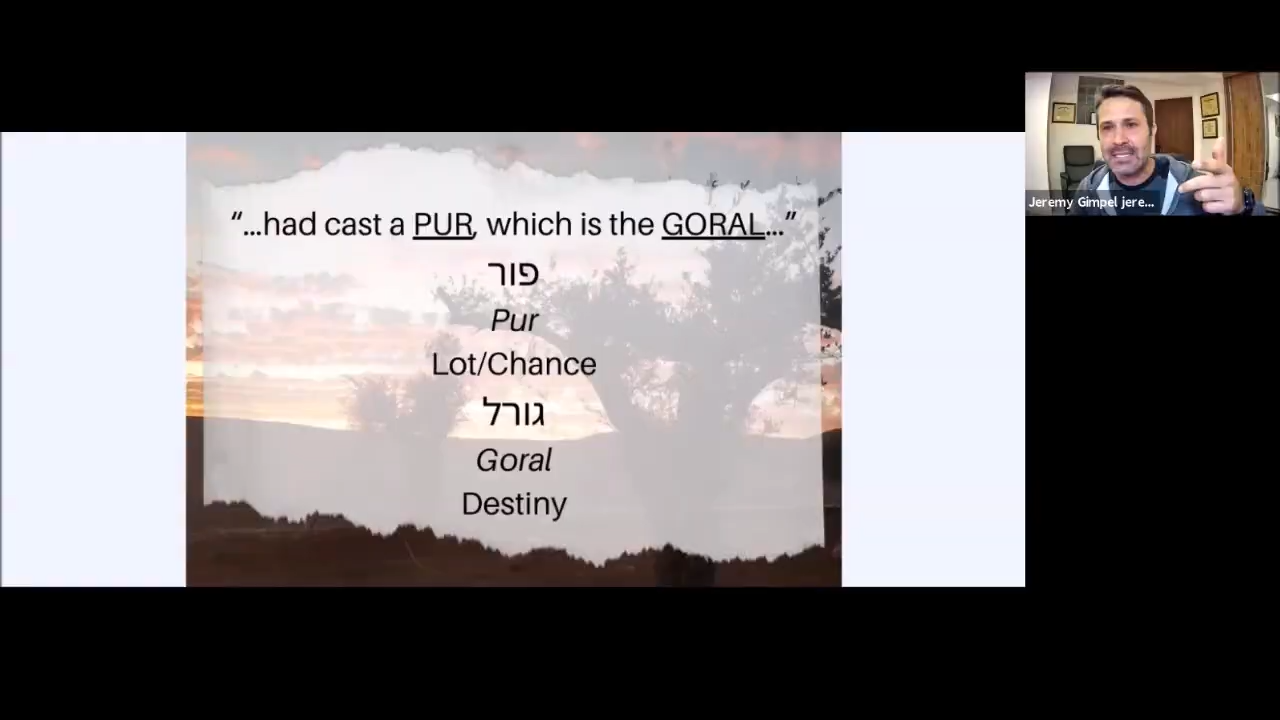 “...had cast a PUR, which is the GORAL...”
פור
Pur
Lot/Chance
גורל
Goral
Destiny
Jeremy Gimpel jere...